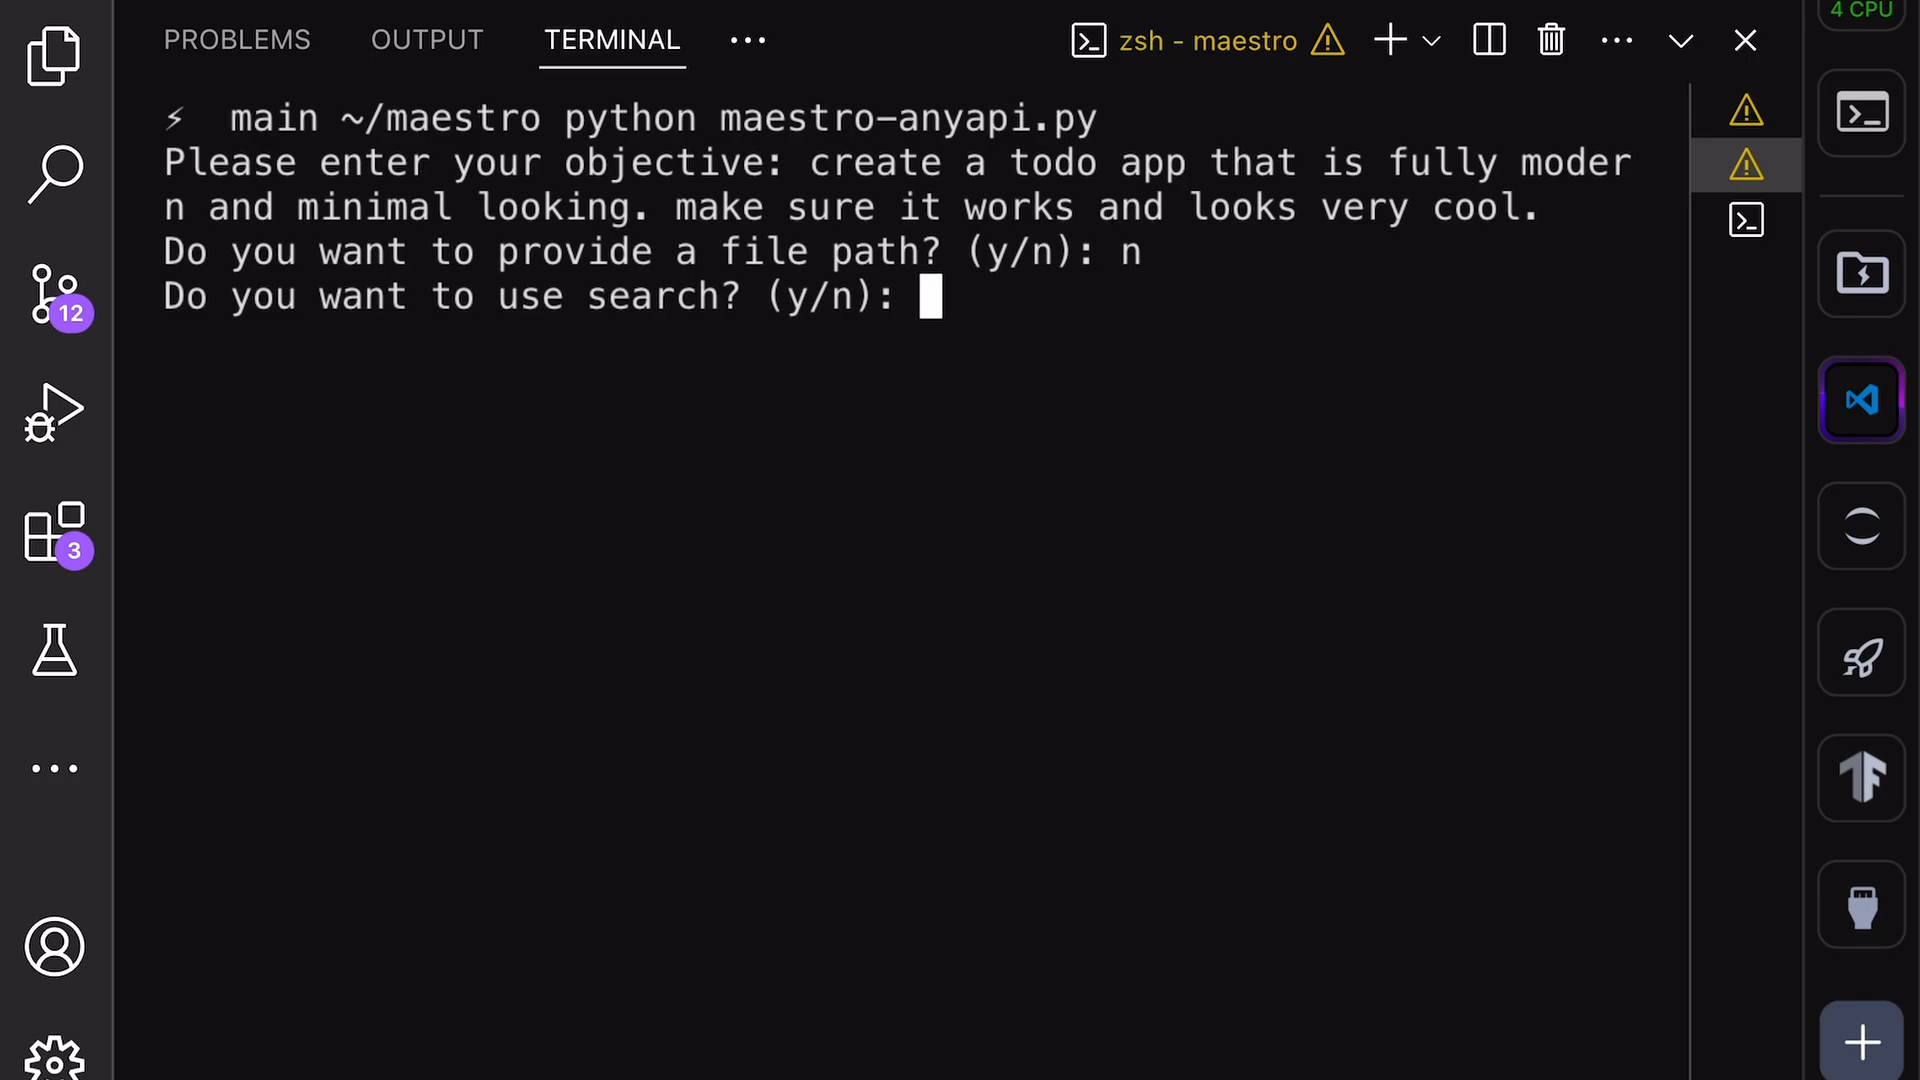 4 CPU
PROBLEMS OUTPUT TERMINAL zsh - maestro
⚡ main ~/maestro python maestro-anyapi.py
Please enter your objective: create a todo app that is fully moder
n and minimal looking. make sure it works and looks very cool.
Do you want to provide a file path? (y/n): n
Do you want to use search? (y/n):
12
3